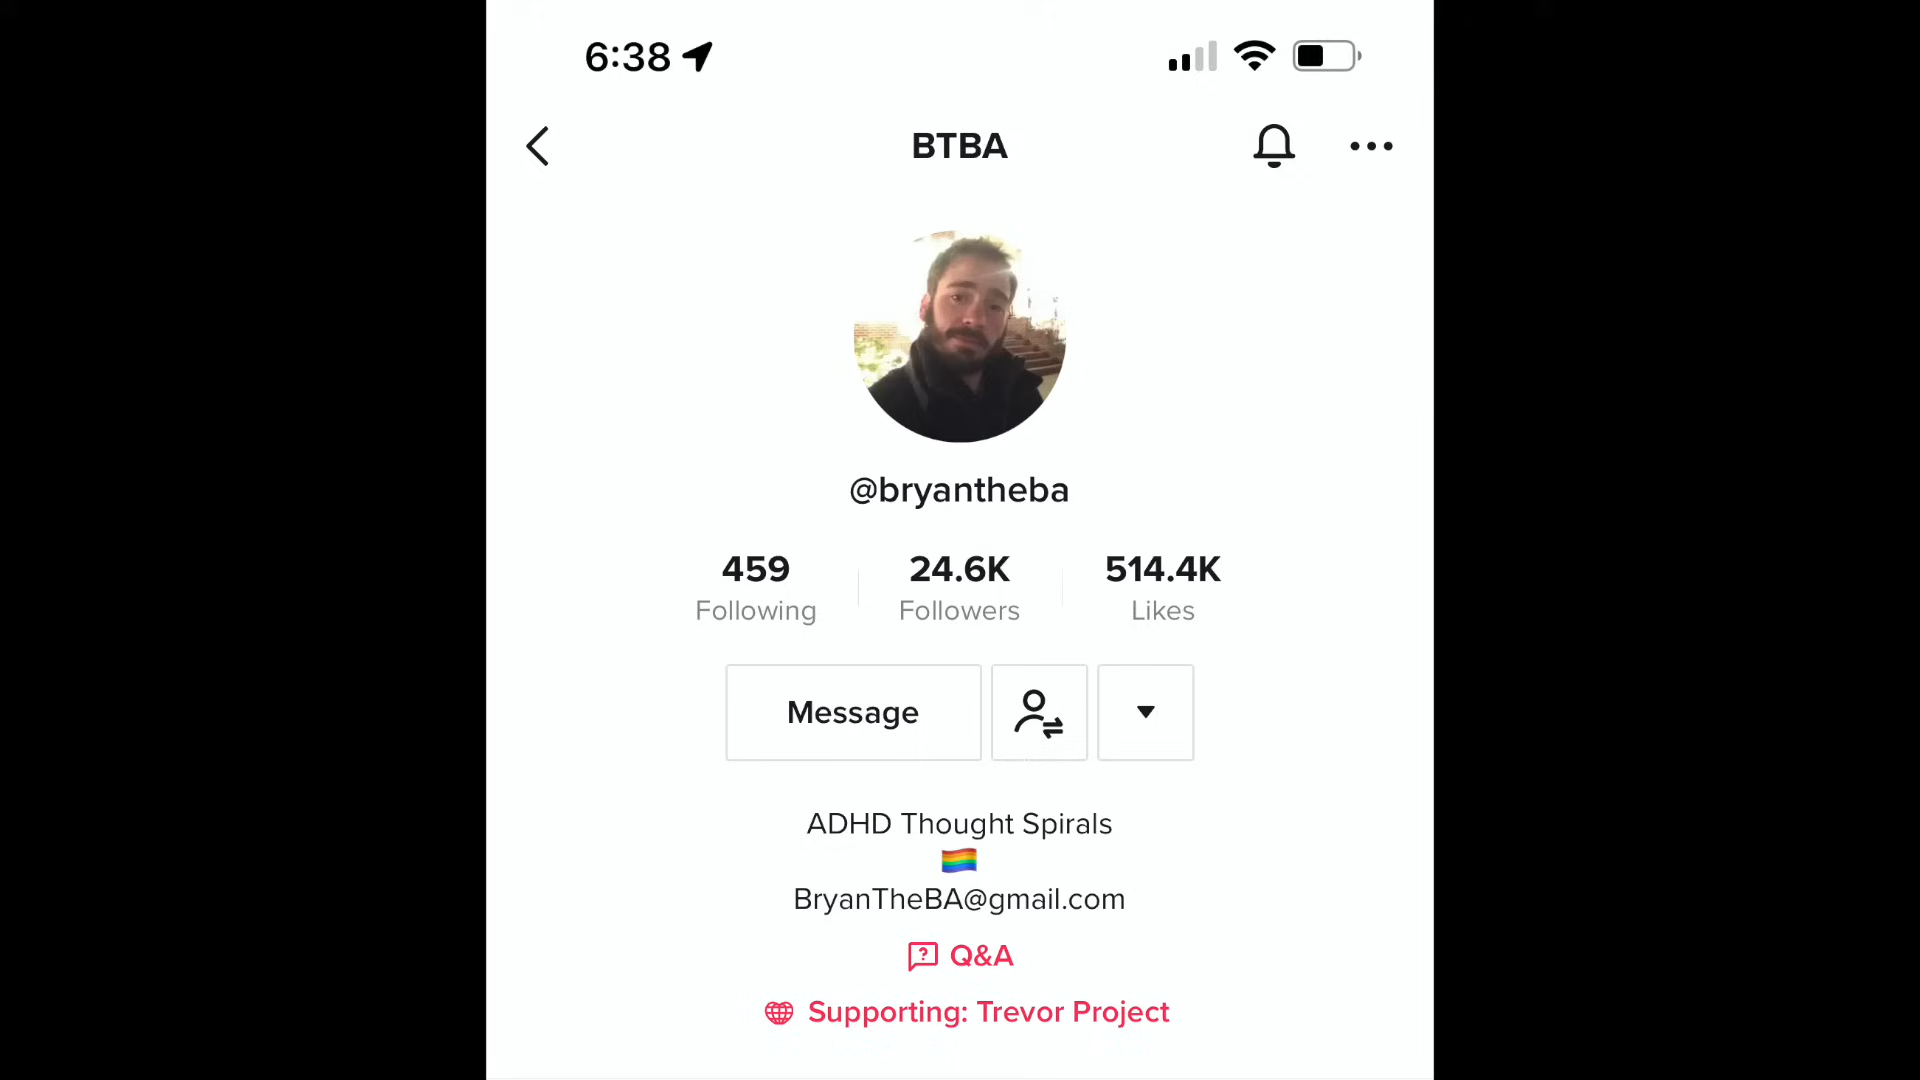 6:38
BTBA
@bryantheba
459 Following
24.6K Followers
514.4K Likes
Message
ADHD Thought Spirals
🏳️‍🌈
BryanTheBA@gmail.com
Q&A
Supporting: Trevor Project